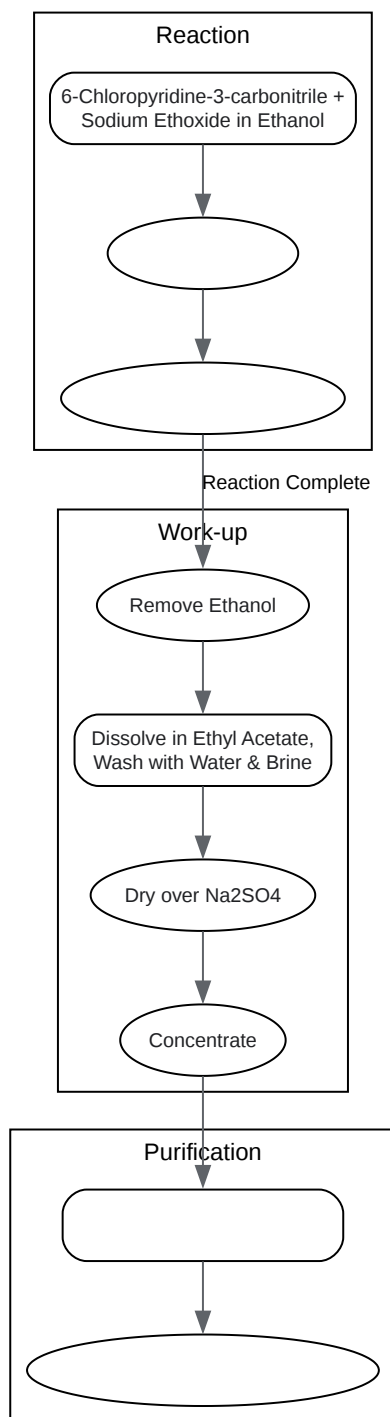 Reaction
6-Chloropyridine-3-carbonitrile +
Sodium Ethoxide in Ethanol
Reaction Complete
Work-up
Remove Ethanol
Dissolve in Ethyl Acetate,
Wash with Water & Brine
Dry over Na2SO4
Concentrate
Purification